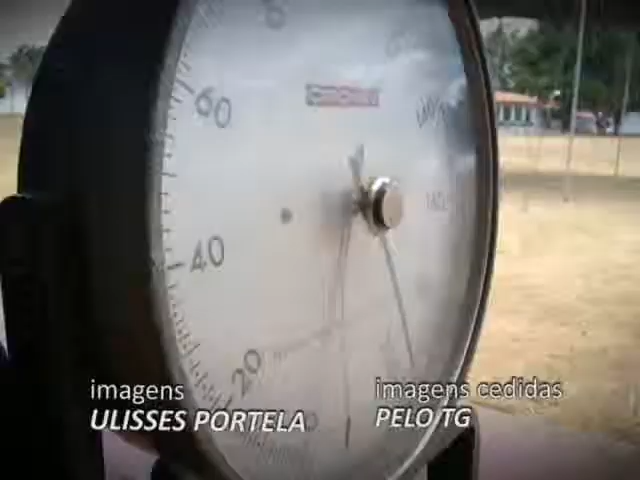 60
40
20
imagens
ULISSES PORTELA
imagens cedidas
PELO TG